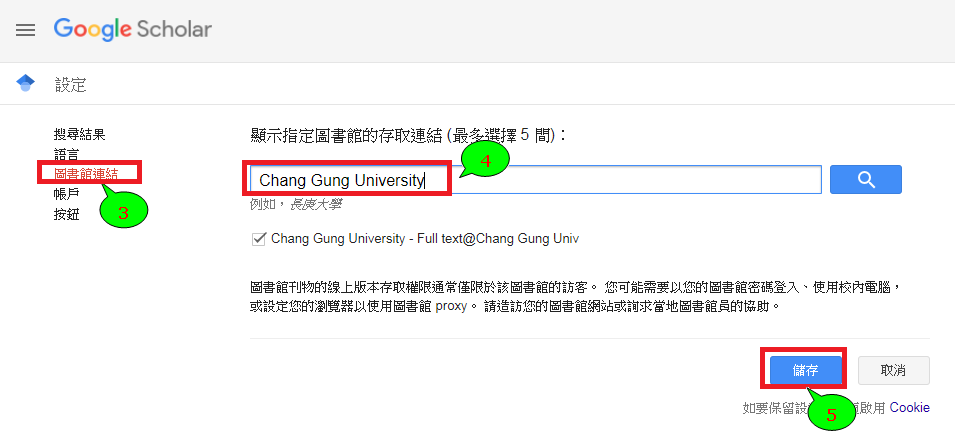 Google Scholar
設定
搜尋結果
語言
圖書館連結
帳戶
按鈕
3
顯示指定圖書館的存取連結 (最多選擇 5 間)：
4
Chang Gung University
例如，長庚大學
Chang Gung University - Full text@Chang Gung Univ
圖書館刊物的線上版本存取權限通常僅限於該圖書館的訪客。 您可能需要以您的圖書館密碼登入、使用校內電腦，
或設定您的瀏覽器以使用圖書館 proxy。 請造訪您的圖書館網站或詢求當地圖書館員的協助。
儲存
取消
5
如要保留設 啟用 Cookie